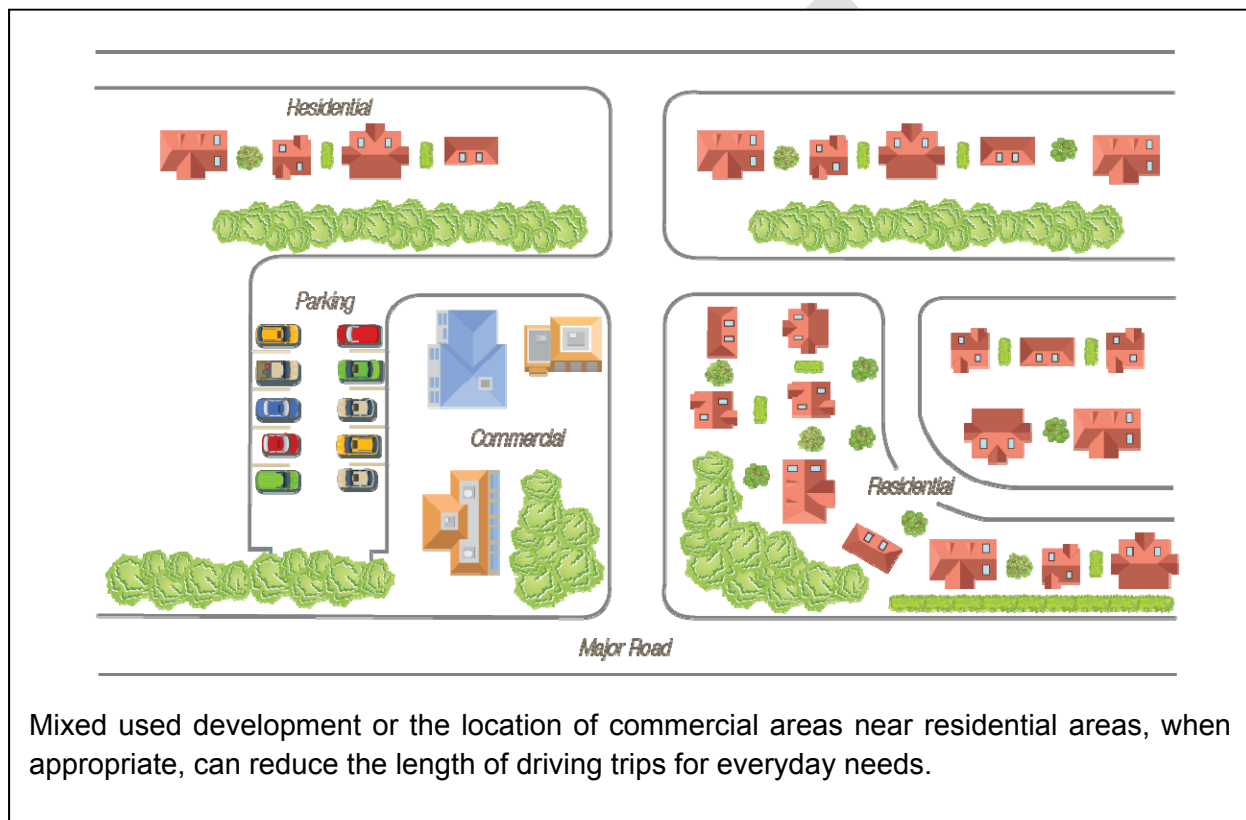 Residential
Parking
Commercial
Residential
Major Road
Mixed used development or the location of commercial areas near residential areas, when
appropriate, can reduce the length of driving trips for everyday needs.